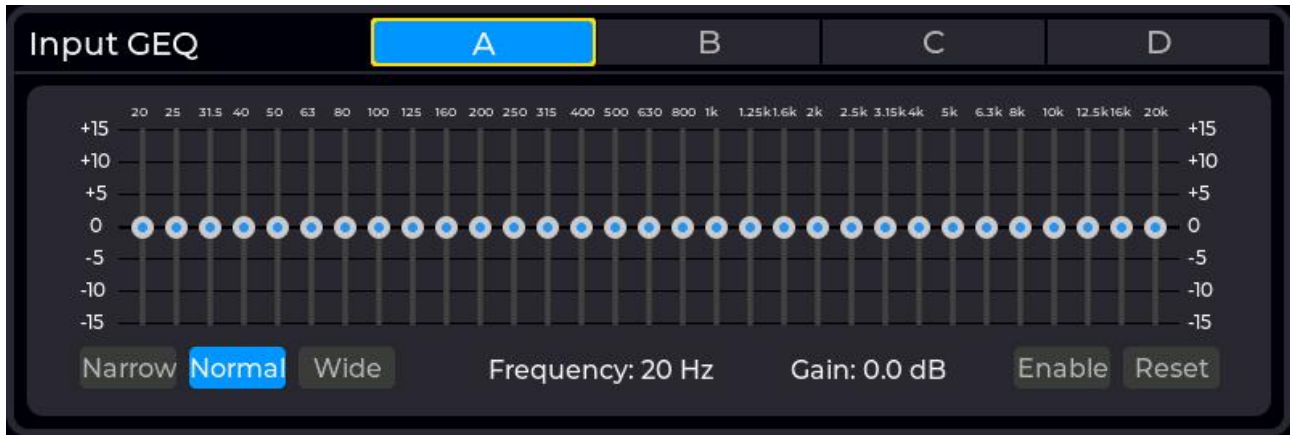 Input GEQ A B C D
20 25 31.5 40 50 63 80 100 125 160 200 250 315 400 500 630 800 1k 1.25k 1.6k 2k 2.5k 3.15k 4k 5k 6.3k 8k 10k 12.5k 16k 20k
+15 +15
+10 +10
+5 +5
0 0
-5 -5
-10 -10
-15 -15
Narrow Normal Wide Frequency: 20 Hz Gain: 0.0 dB Enable Reset